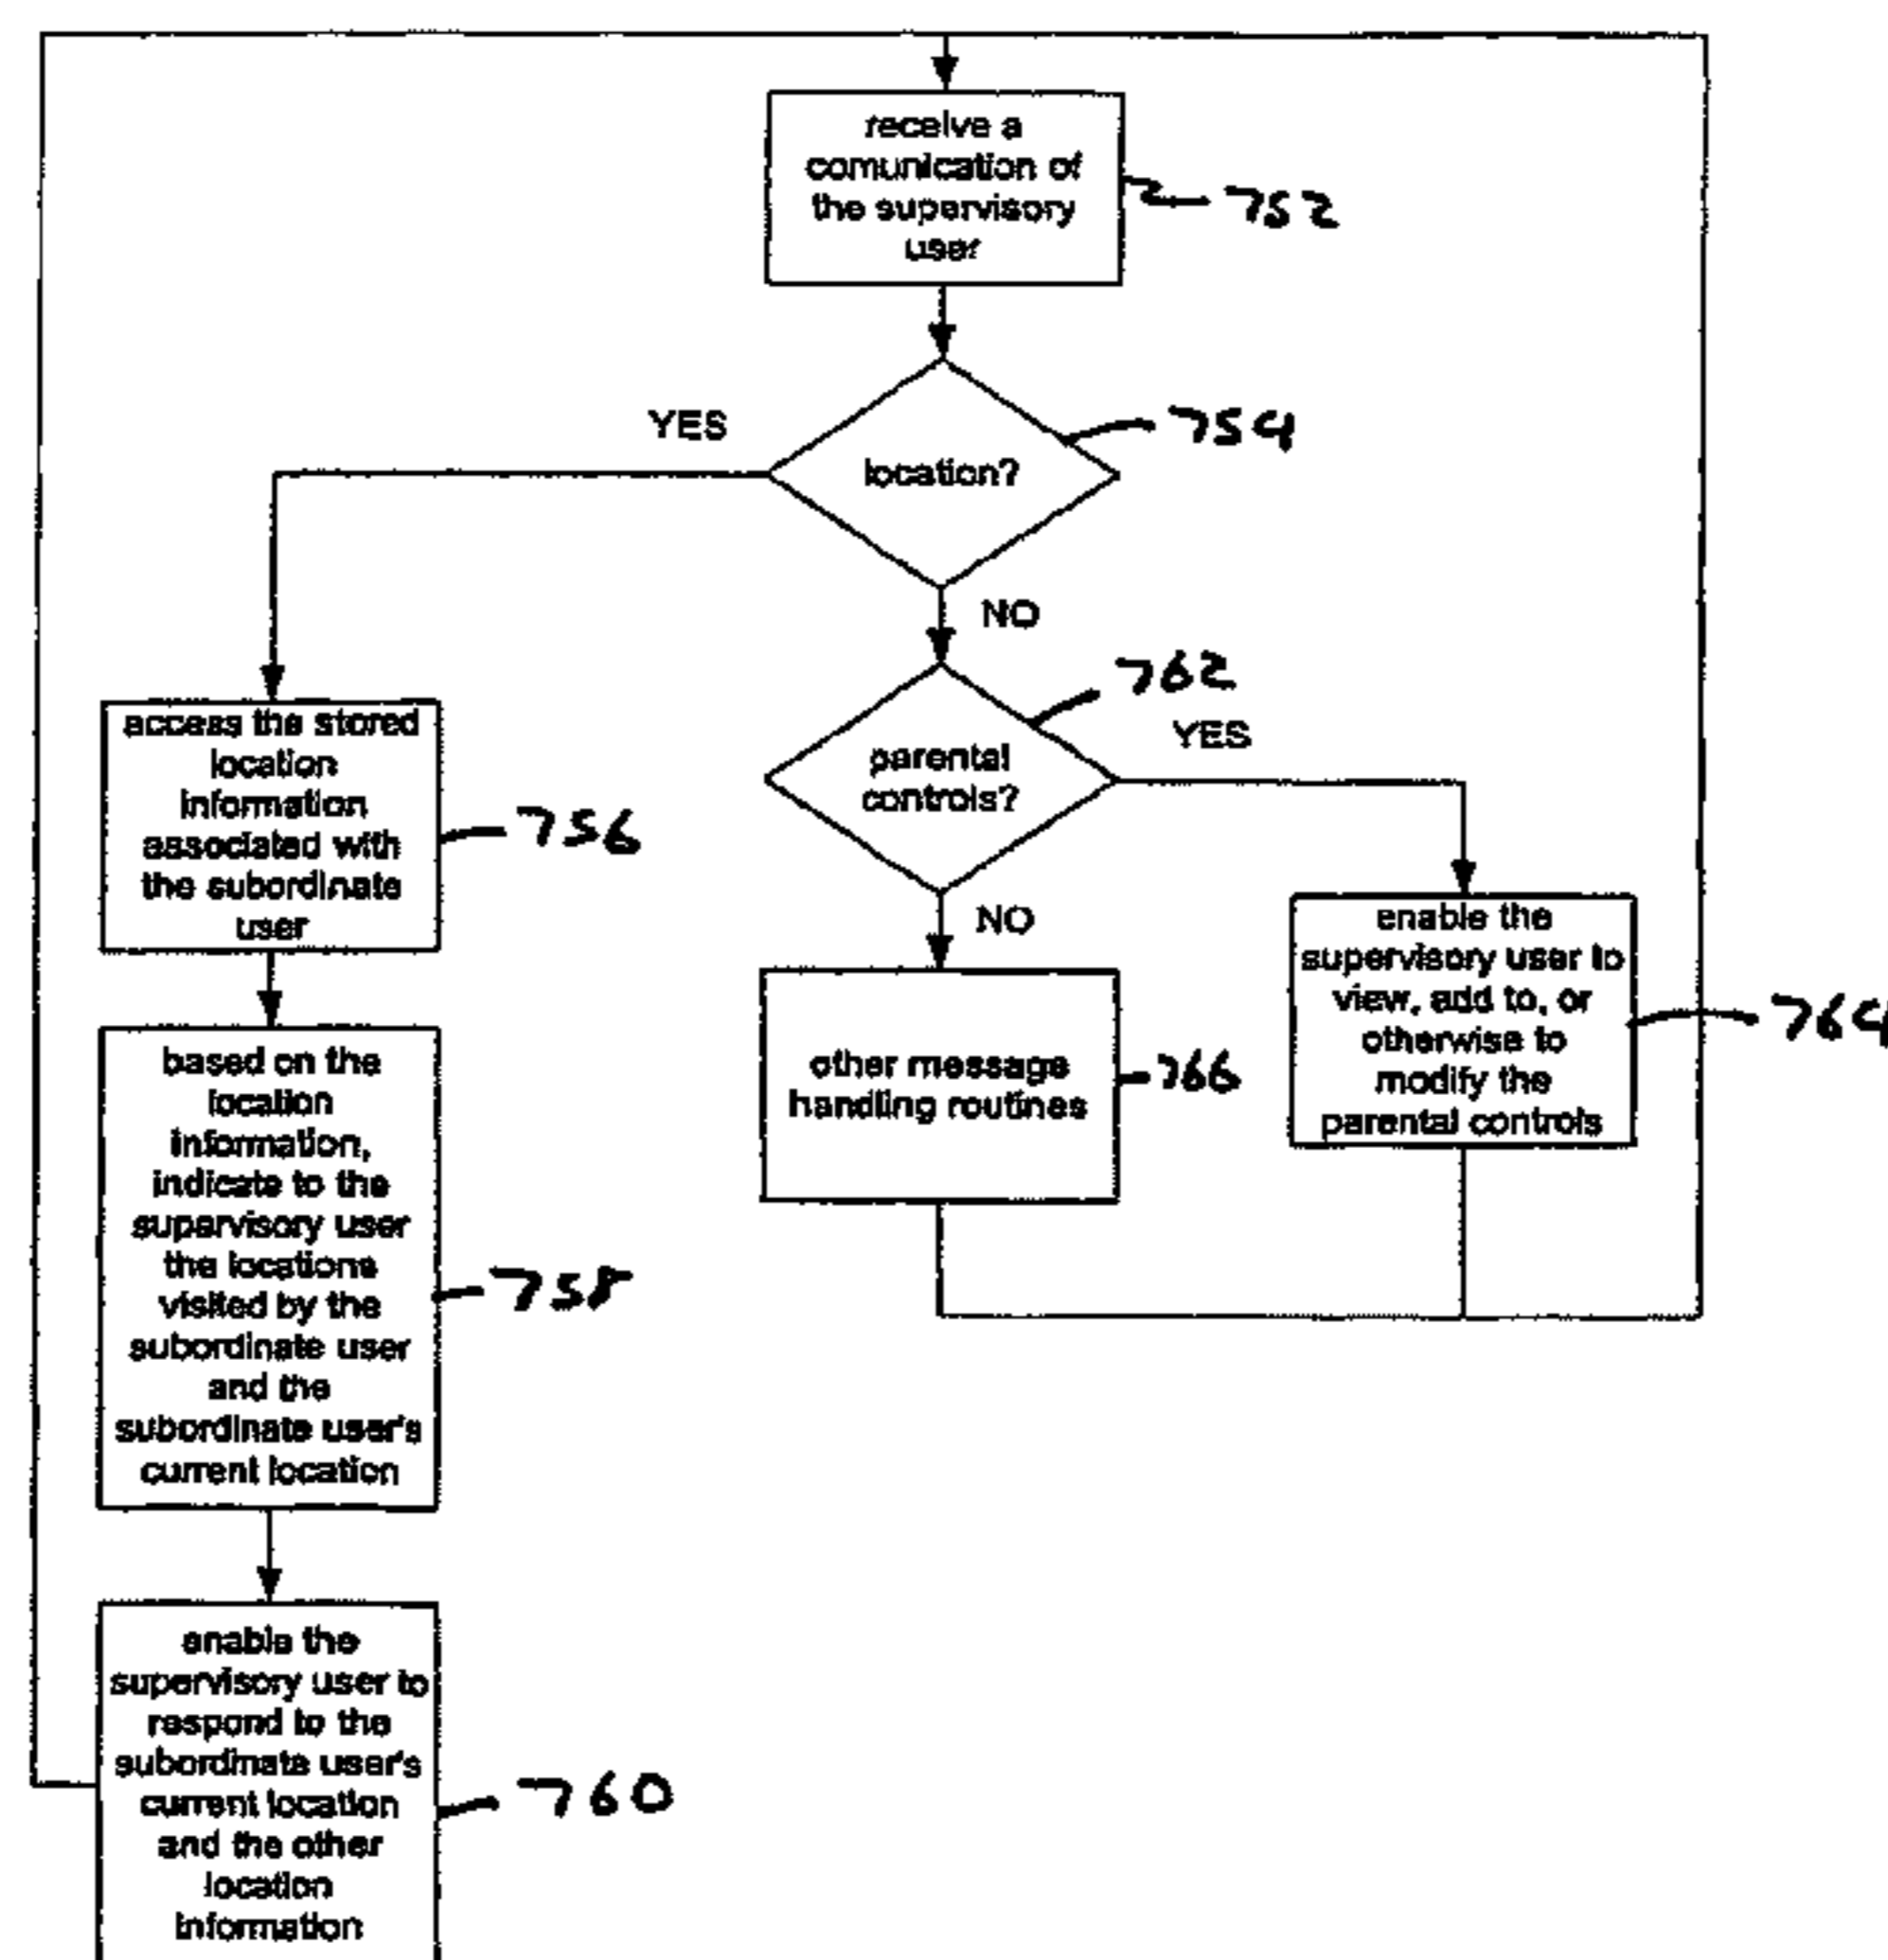 receive a
comunication of
the supervisory
user
752
YES
location?
754
NO
762
parental
controls?
YES
access the stored
location
information
associated with
the subordinate
user
756
NO
enable the
supervisory user to
view, add to, or
otherwise to
modify the
parental controls
764
other message
handling routines
766
based on the
location
information,
indicate to the
supervisory user
the locations
visited by the
subordinate user
and the
subordinate user's
current location
758
enable the
supervisory user to
respond to the
subordinate user's
current location
and the other
location
information
760